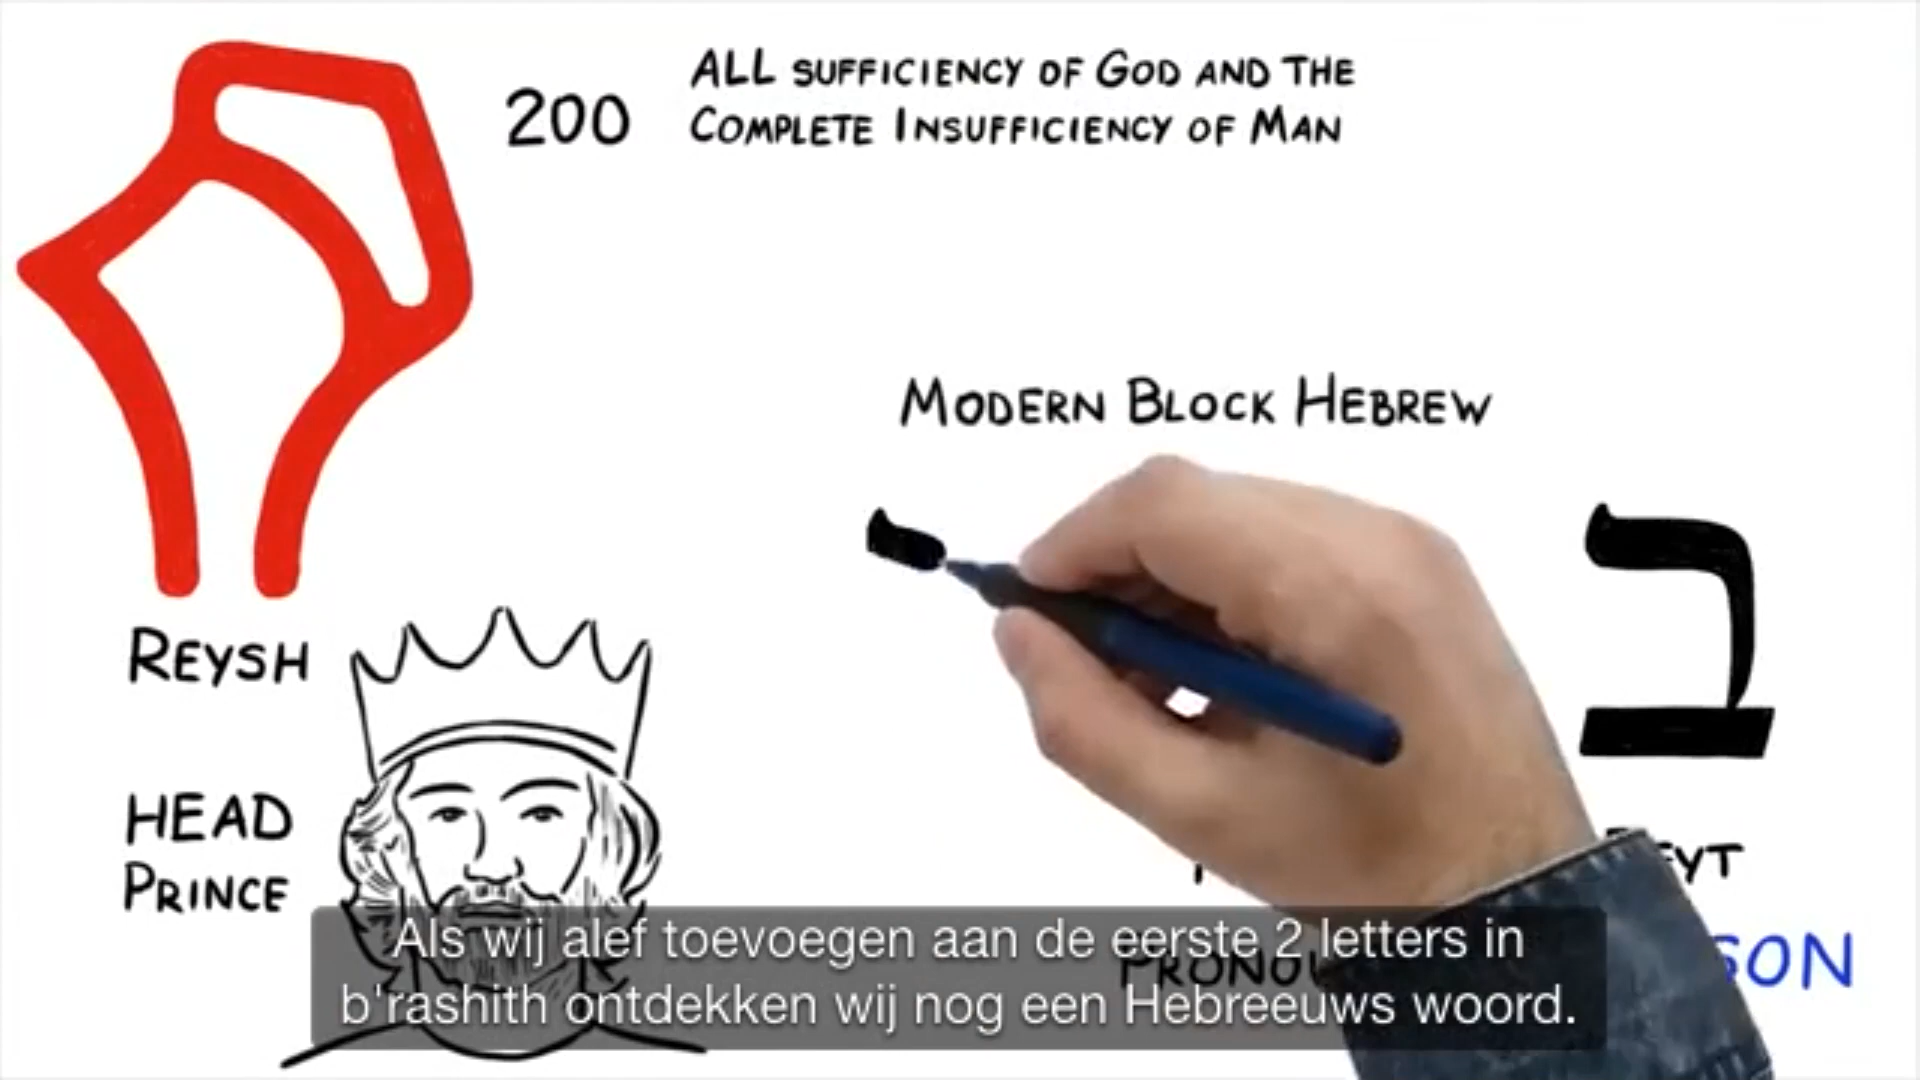 200
ALL SUFFICIENCY OF GOD AND THE
COMPLETE INSUFFICIENCY OF MAN
MODERN BLOCK HEBREW
ב
REYSH
HEAD
PRINCE
SON
Als wij alef toevoegen aan de eerste 2 letters in
b'rashith ontdekken wij nog een Hebreeuws woord.